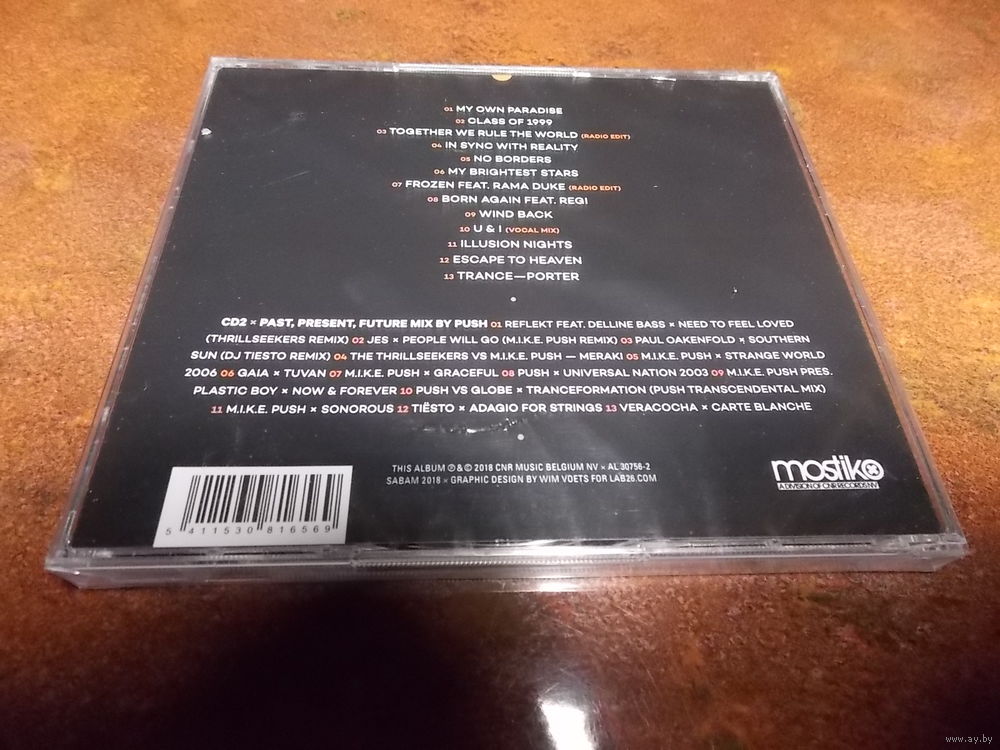 01 MY OWN PARADISE
02 CLASS OF 1999
03 TOGETHER WE RULE THE WORLD (RADIO EDIT)
04 IN SYNC WITH REALITY
05 NO BORDERS
06 MY BRIGHTEST STARS
07 FROZEN FEAT. RAMA DUKE (RADIO EDIT)
08 BORN AGAIN FEAT. REGI
09 WIND BACK
10 U & I (VOCAL MIX)
11 ILLUSION NIGHTS
12 ESCAPE TO HEAVEN
13 TRANCE—PORTER
CD2 × PAST, PRESENT, FUTURE MIX BY PUSH 01 REFLEKT FEAT. DELLINE BASS × NEED TO FEEL LOVED
(THRILLSEEKERS REMIX) 02 JES × PEOPLE WILL GO (M.I.K.E. PUSH REMIX) 03 PAUL OAKENFOLD × SOUTHERN
SUN (DJ TIESTO REMIX) 04 THE THRILLSEEKERS VS M.I.K.E. PUSH — MERAKI 05 M.I.K.E. PUSH × STRANGE WORLD
2006 06 GAIA × TUVAN 07 M.I.K.E. PUSH × GRACEFUL 08 PUSH × UNIVERSAL NATION 2003 09 M.I.K.E. PUSH PRES.
PLASTIC BOY × NOW & FOREVER 10 PUSH VS GLOBE × TRANCEFORMATION (PUSH TRANSCENDENTAL MIX)
11 M.I.K.E. PUSH × SONOROUS 12 TIËSTO × ADAGIO FOR STRINGS 13 VERACOCHA × CARTE BLANCHE
THIS ALBUM ℗ & © 2018 CNR MUSIC BELGIUM NV × AL 30756-2
SABAM 2018 × GRAPHIC DESIGN BY WIM VOETS FOR LAB26.COM
mostiko
A DIVISION OF CNR RECORDS NV
5 411530 816569
www.ay.by